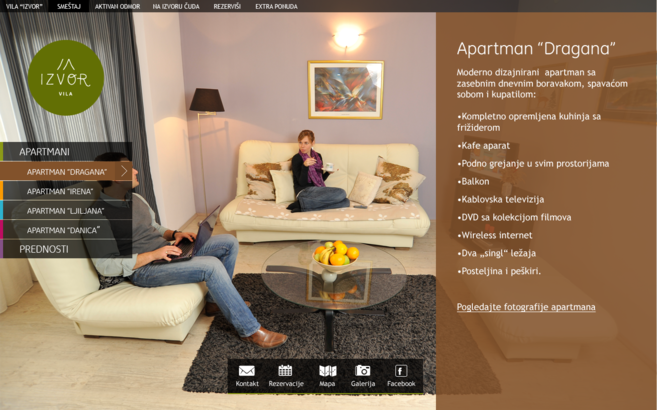 VILA "IZVOR" SMEŠTAJ AKTIVAN ODMOR NA IZVORU ČUDA REZERVIŠI EXTRA PONUDA
IZVOR
VILA
APARTMANI
APARTMAN "DRAGANA"
APARTMAN "IRENA"
APARTMAN "LJILJANA"
APARTMAN "DANICA"
PREDNOSTI
Apartman "Dragana"
Moderno dizajnirani apartman sa
zasebnim dnevnim boravakom, spavaćom
sobom i kupatilom:
•Kompletno opremljena kuhinja sa
frižiderom
•Kafe aparat
•Podno grejanje u svim prostorijama
•Balkon
•Kablovska televizija
•DVD sa kolekcijom filmova
•Wireless internet
•Dva „singl" ležaja
•Posteljina i peškiri.
Pogledajte fotografije apartmana
Kontakt Rezervacije Mapa Galerija Facebook